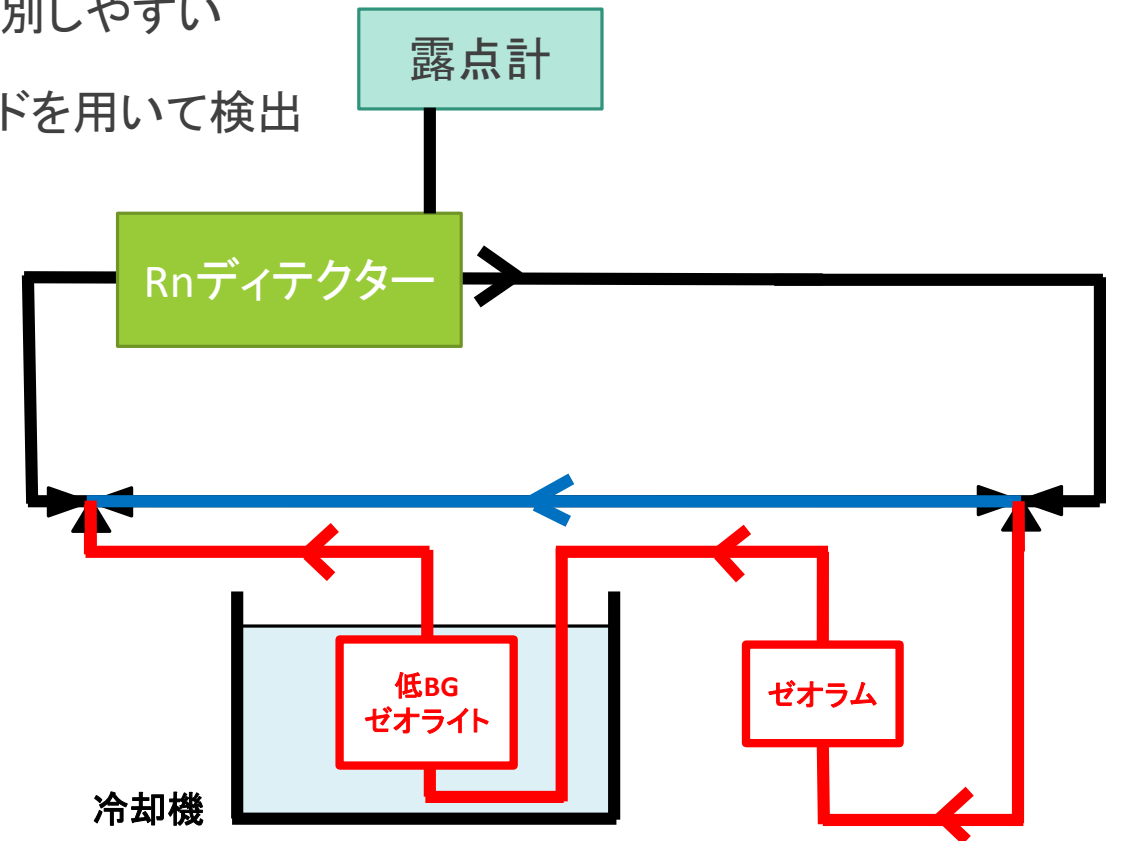 別しやすい
ドを用いて検出
露点計
Rnディテクター
低BG
ゼオライト
ゼオラム
冷却機